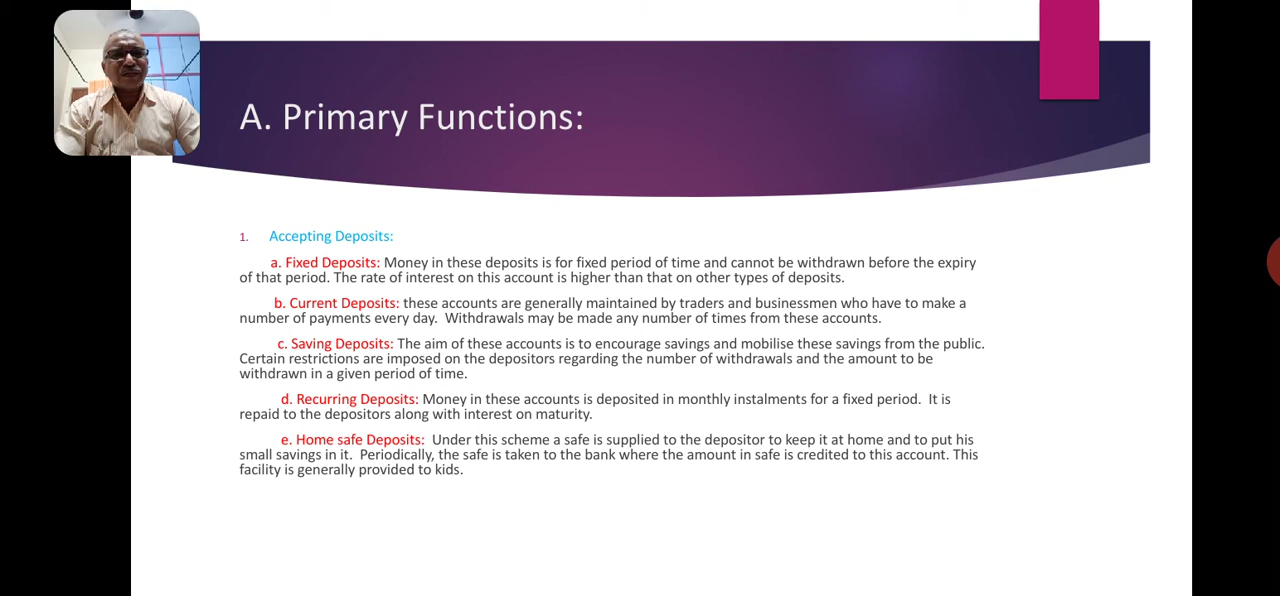 A. Primary Functions:
1. Accepting Deposits:
a. Fixed Deposits: Money in these deposits is for fixed period of time and cannot be withdrawn before the expiry
of that period. The rate of interest on this account is higher than that on other types of deposits.
b. Current Deposits: these accounts are generally maintained by traders and businessmen who have to make a
number of payments every day. Withdrawals may be made any number of times from these accounts.
c. Saving Deposits: The aim of these accounts is to encourage savings and mobilise these savings from the public.
Certain restrictions are imposed on the depositors regarding the number of withdrawals and the amount to be
withdrawn in a given period of time.
d. Recurring Deposits: Money in these accounts is deposited in monthly instalments for a fixed period. It is
repaid to the depositors along with interest on maturity.
e. Home safe Deposits: Under this scheme a safe is supplied to the depositor to keep it at home and to put his
small savings in it. Periodically, the safe is taken to the bank where the amount in safe is credited to this account. This
facility is generally provided to kids.